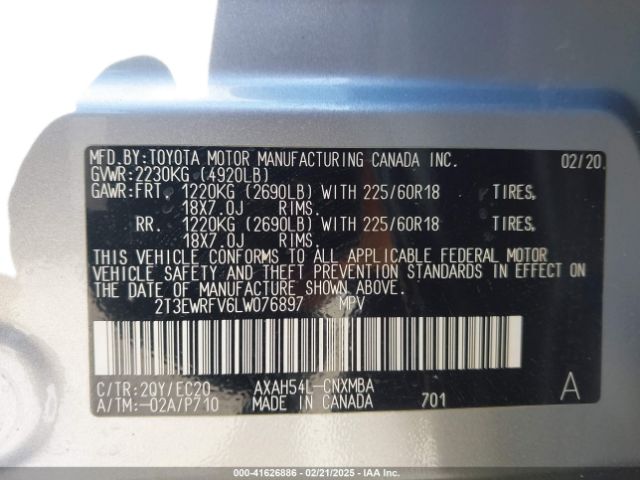 MFD.BY:TOYOTA MOTOR MANUFACTURING CANADA INC. 02/20
GVWR:2230KG (4920LB)
GAWR:FRT. 1220KG (2690LB) WITH 225/60R18 TIRES,
18X7.0J RIMS.
RR. 1220KG (2690LB) WITH 225/60R18 TIRES,
18X7.0J RIMS.
THIS VEHICLE CONFORMS TO ALL APPLICABLE FEDERAL MOTOR
VEHICLE SAFETY AND THEFT PREVENTION STANDARDS IN EFFECT ON
THE DATE OF MANUFACTURE SHOWN ABOVE.
2T3EWRFV6LW076897 MPV
C/TR:2QY/EC20 AXAH54L-CNXMBA A
A/TM:-02A/P710 MADE IN CANADA 701
000-41626886 - 02/21/2025 - IAA Inc.